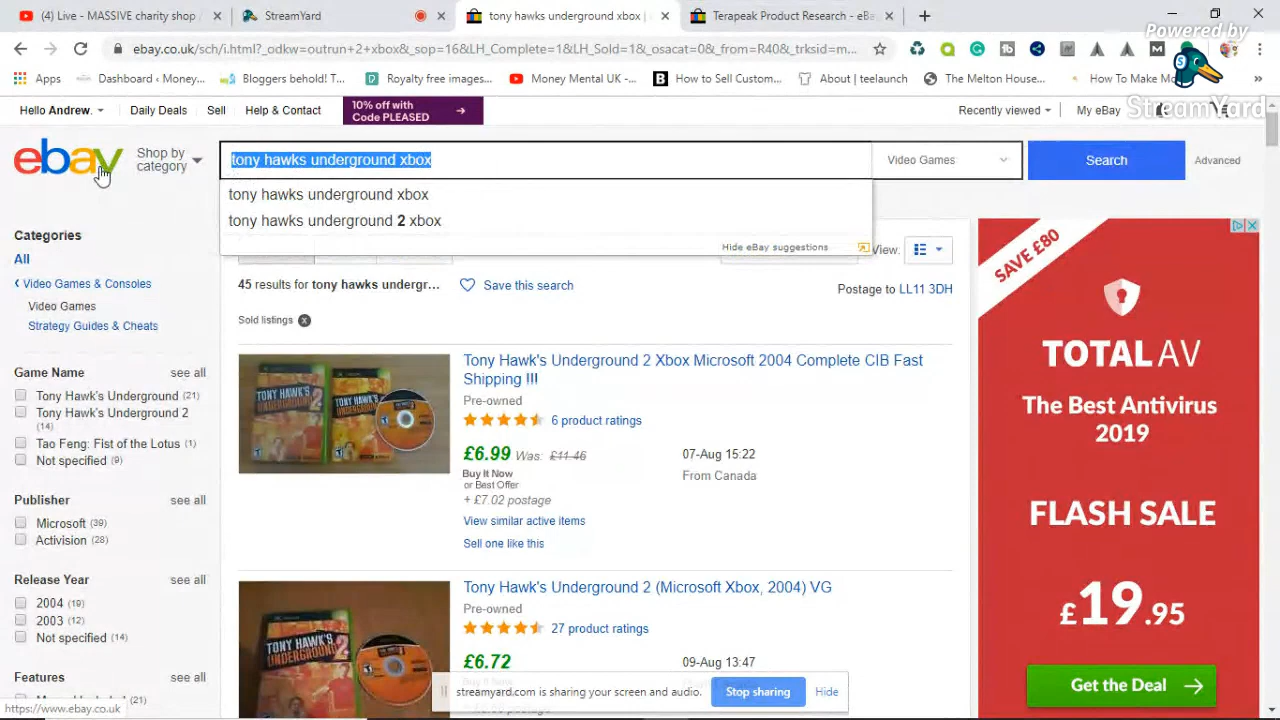 (4) Live - MASSIVE charity shop
StreamYard
tony hawks underground xbox |
Terapeak Product Research - eBa
Powered by
ebay.co.uk/sch/i.html?_odkw=outrun+2+xbox&_sop=16&LH_Complete=1&LH_Sold=1&_osacat=0&_from=R40&_trksid=m...
StreamYard
Apps
Dashboard ‹ Money...
Bloggers behold! T...
Royalty free images...
Money Mental UK -...
How to Sell Custom...
About | teelaunch
The Melton House...
How To Make Mo
Hello Andrew.
Daily Deals
Sell
Help & Contact
10% off with
Code PLEASED
Recently viewed
My eBay
ebay
Shop by
category
tony hawks underground xbox
Video Games
Search
Advanced
tony hawks underground xbox
tony hawks underground 2 xbox
Hide eBay suggestions
View:
Categories
All
Video Games & Consoles
Video Games
Strategy Guides & Cheats
Game Name
see all
Tony Hawk's Underground (21)
Tony Hawk's Underground 2
(14)
Tao Feng: Fist of the Lotus (1)
Not specified (9)
Publisher
see all
Microsoft (39)
Activision (28)
Release Year
see all
2004 (19)
2003 (12)
Not specified (14)
Features
see all
(21)
https://www.ebay.co.uk
45 results for tony hawks undergr...
Save this search
Postage to LL11 3DH
Sold listings
Tony Hawk's Underground 2 Xbox Microsoft 2004 Complete CIB Fast
Shipping !!!
Pre-owned
6 product ratings
£6.99 Was: £11.46
07-Aug 15:22
Buy It Now
From Canada
or Best Offer
+ £7.02 postage
View similar active items
Sell one like this
Tony Hawk's Underground 2 (Microsoft Xbox, 2004) VG
Pre-owned
27 product ratings
£6.72
09-Aug 13:47
TONY HAWK'S
UNDERGROUND
2
streamyard.com is sharing your screen and audio.
Stop sharing
Hide
SAVE £80
TOTAL AV
The Best Antivirus
2019
FLASH SALE
£19.95
Get the Deal